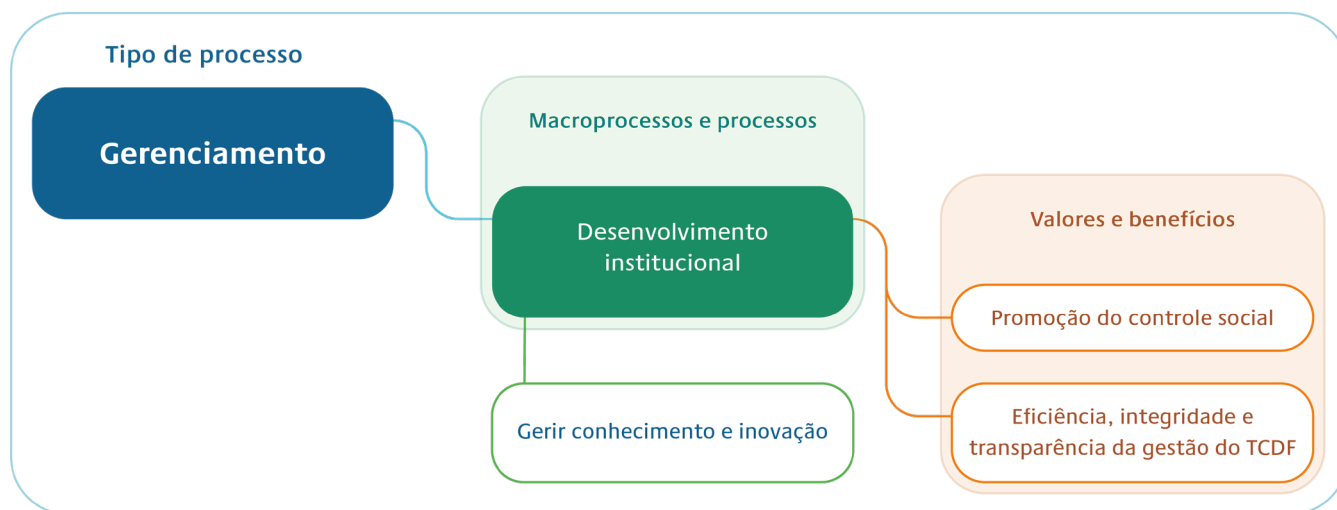 Tipo de processo
Gerenciamento
Macroprocessos e processos
Desenvolvimento
institucional
Gerir conhecimento e inovação
Valores e benefícios
Promoção do controle social
Eficiência, integridade e
transparência da gestão do TCDF